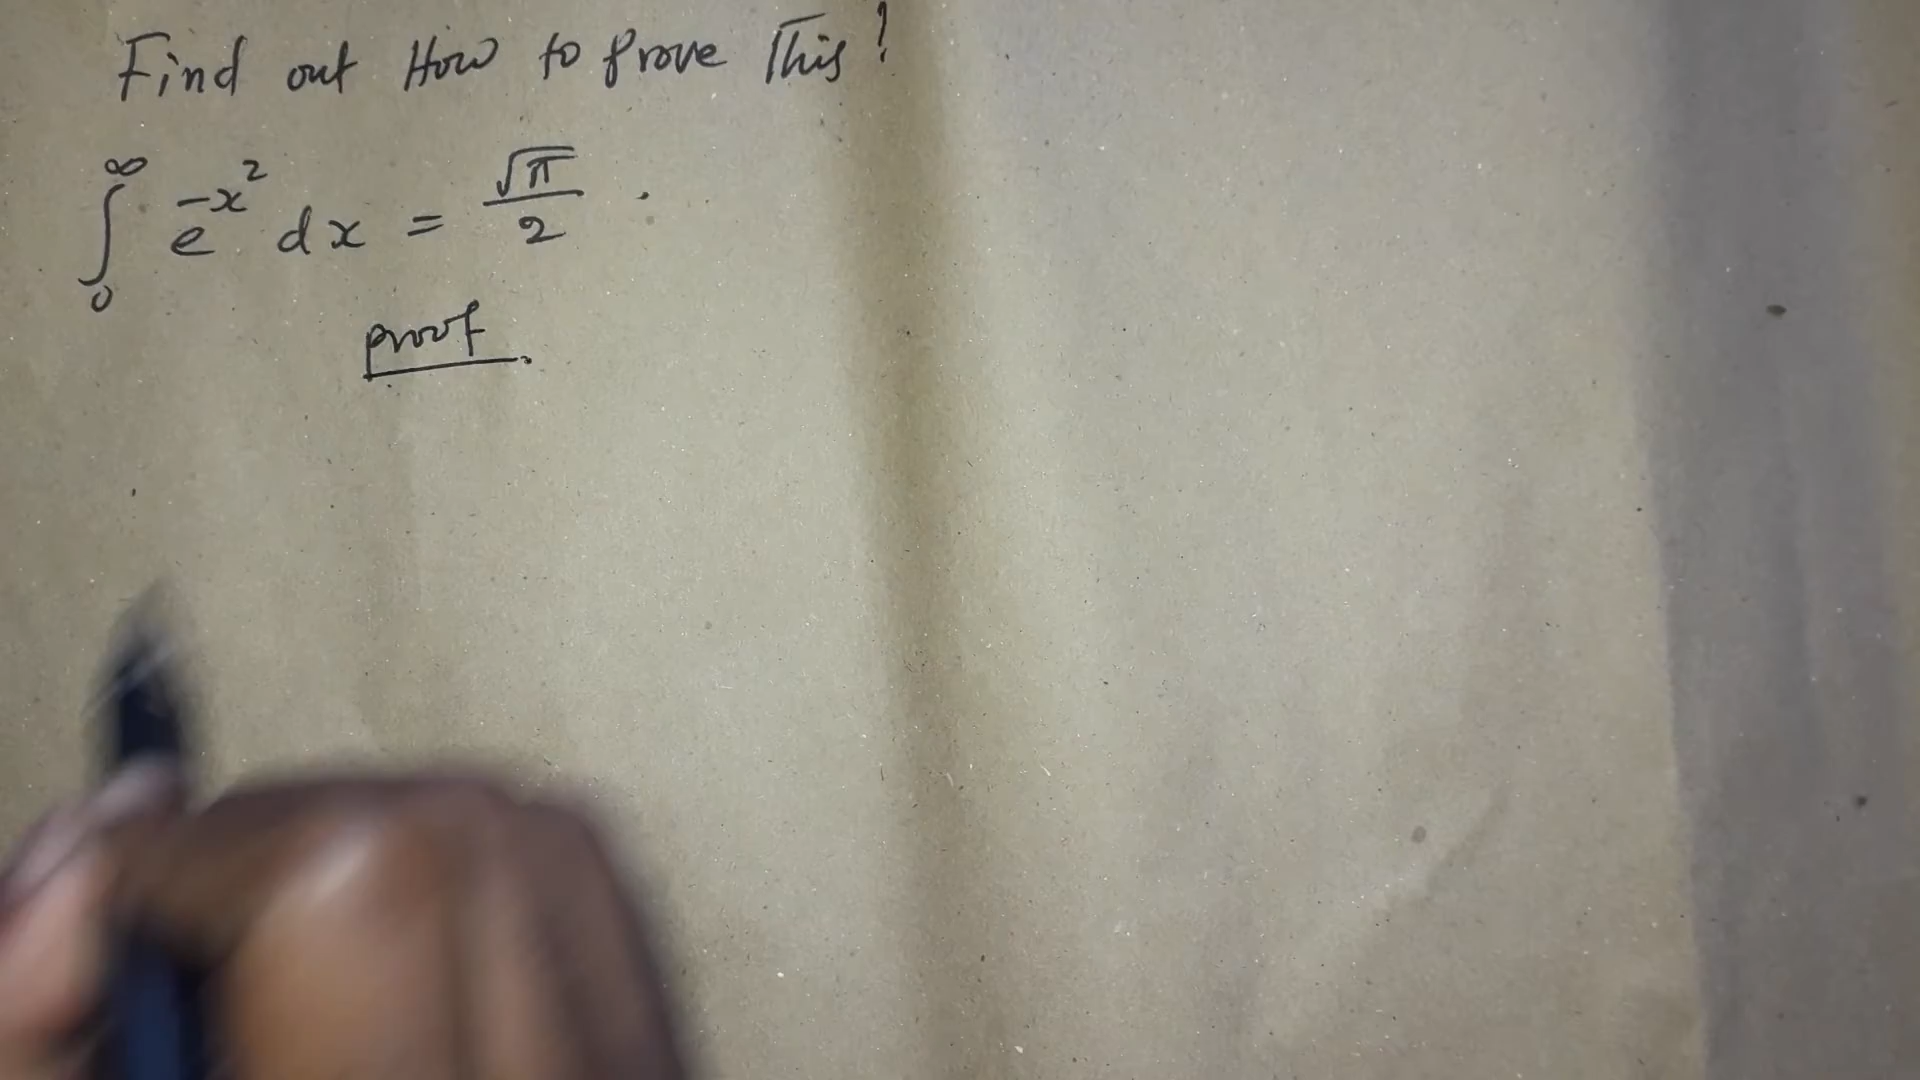 Find out How to prove This!
∫₀^∞ e^{-x²} dx = √π/2 .
proof.